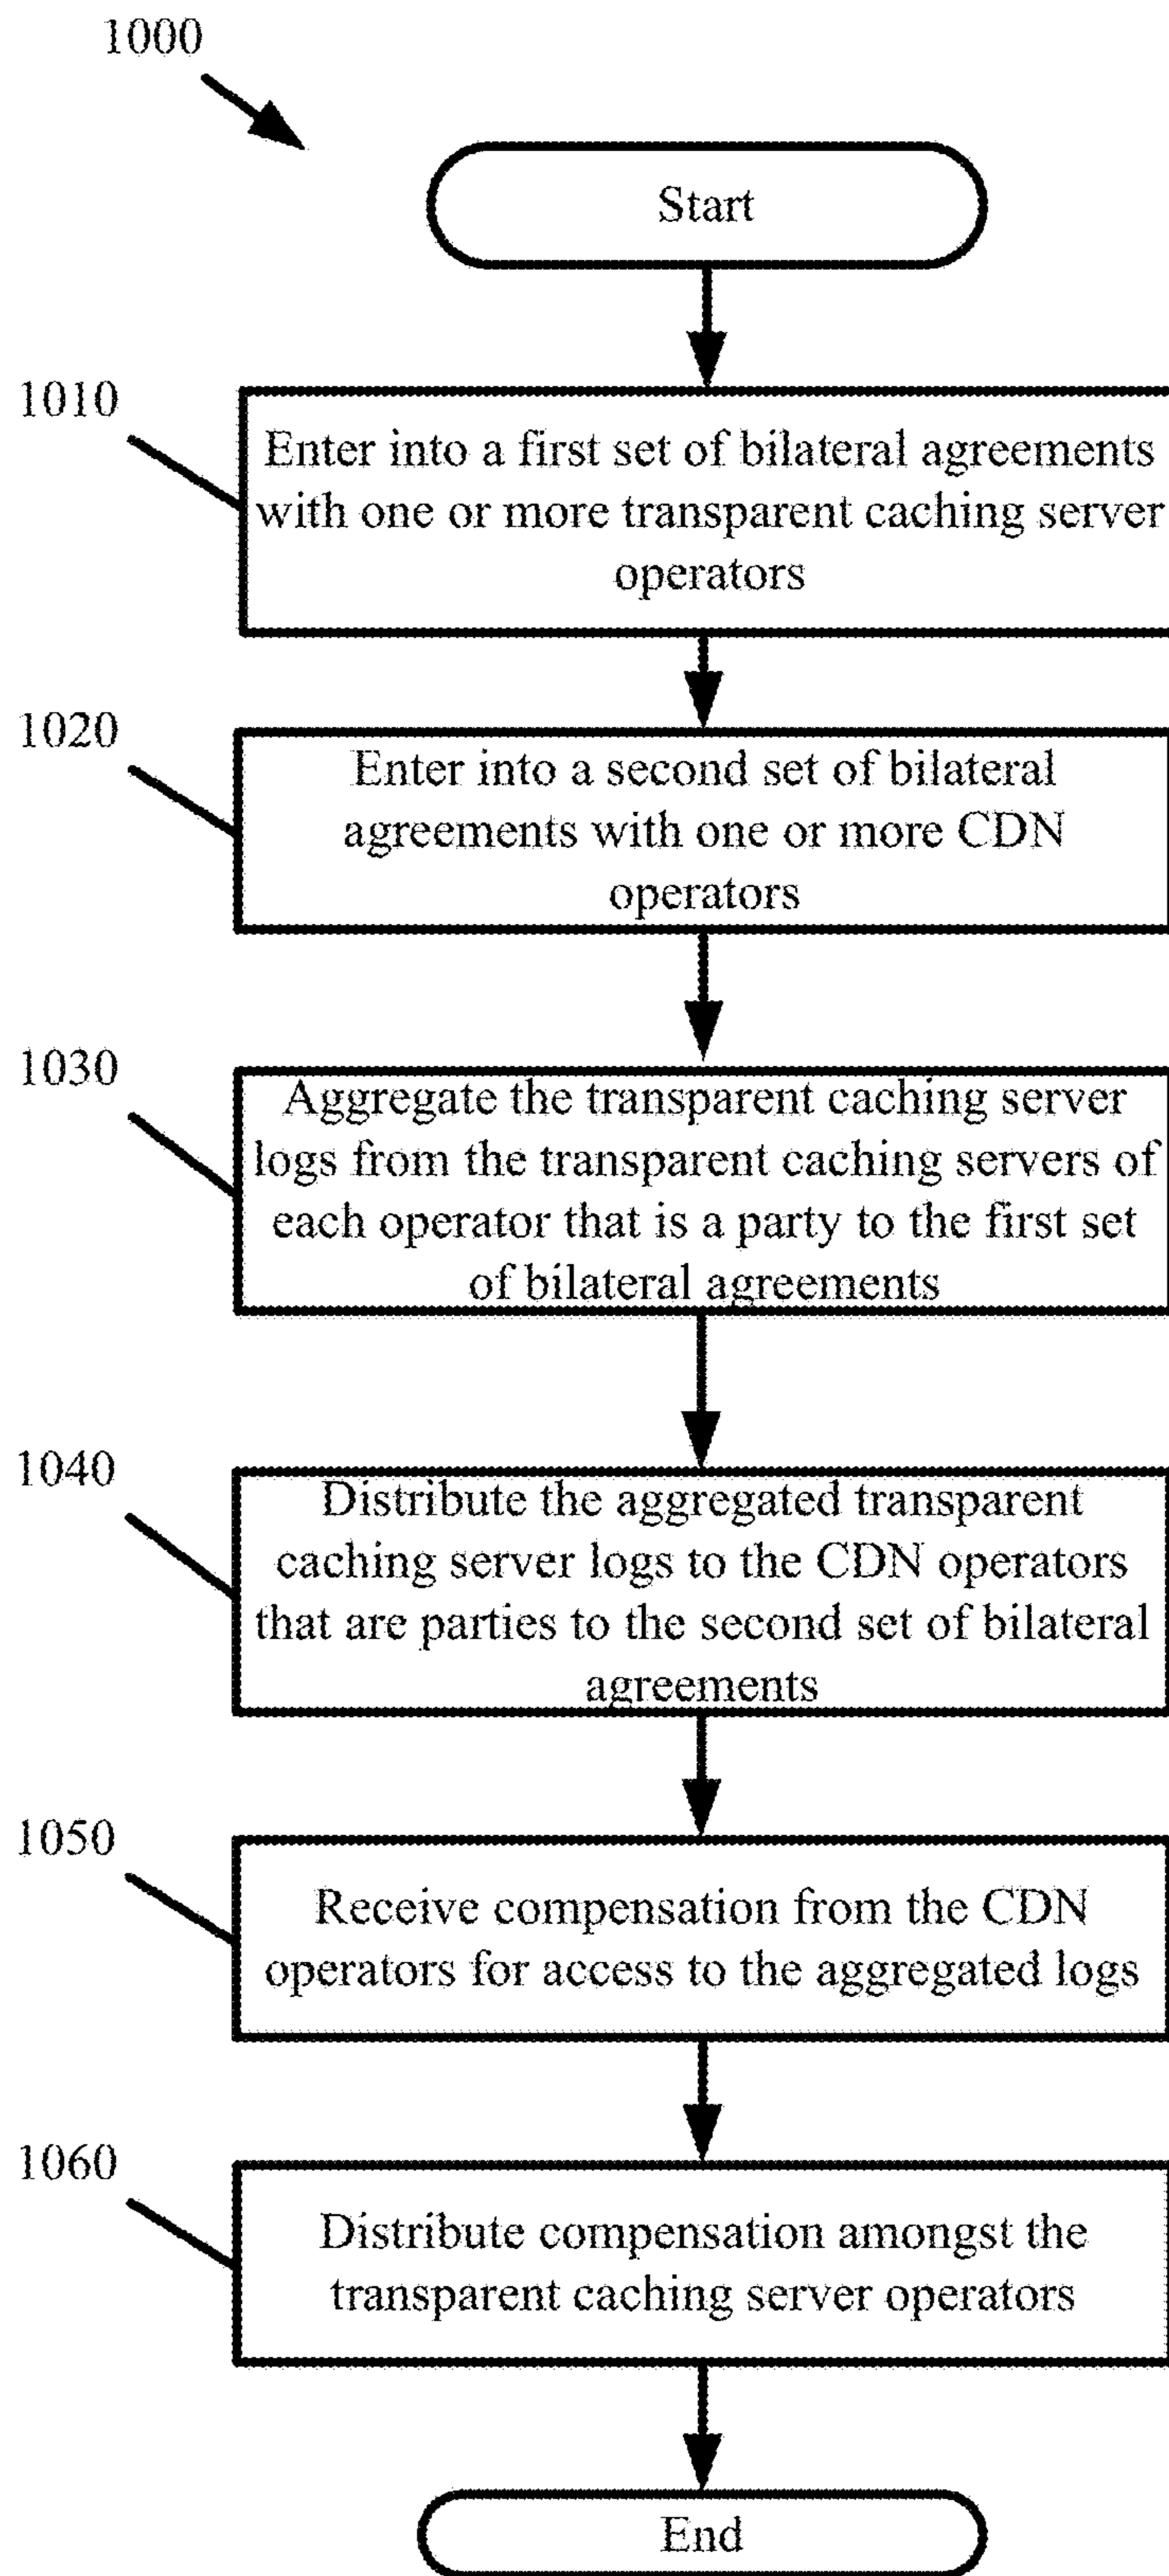 1000
Start
1010
Enter into a first set of bilateral agreements
with one or more transparent caching server
operators
1020
Enter into a second set of bilateral
agreements with one or more CDN
operators
1030
Aggregate the transparent caching server
logs from the transparent caching servers of
each operator that is a party to the first set
of bilateral agreements
1040
Distribute the aggregated transparent
caching server logs to the CDN operators
that are parties to the second set of bilateral
agreements
1050
Receive compensation from the CDN
operators for access to the aggregated logs
1060
Distribute compensation amongst the
transparent caching server operators
End